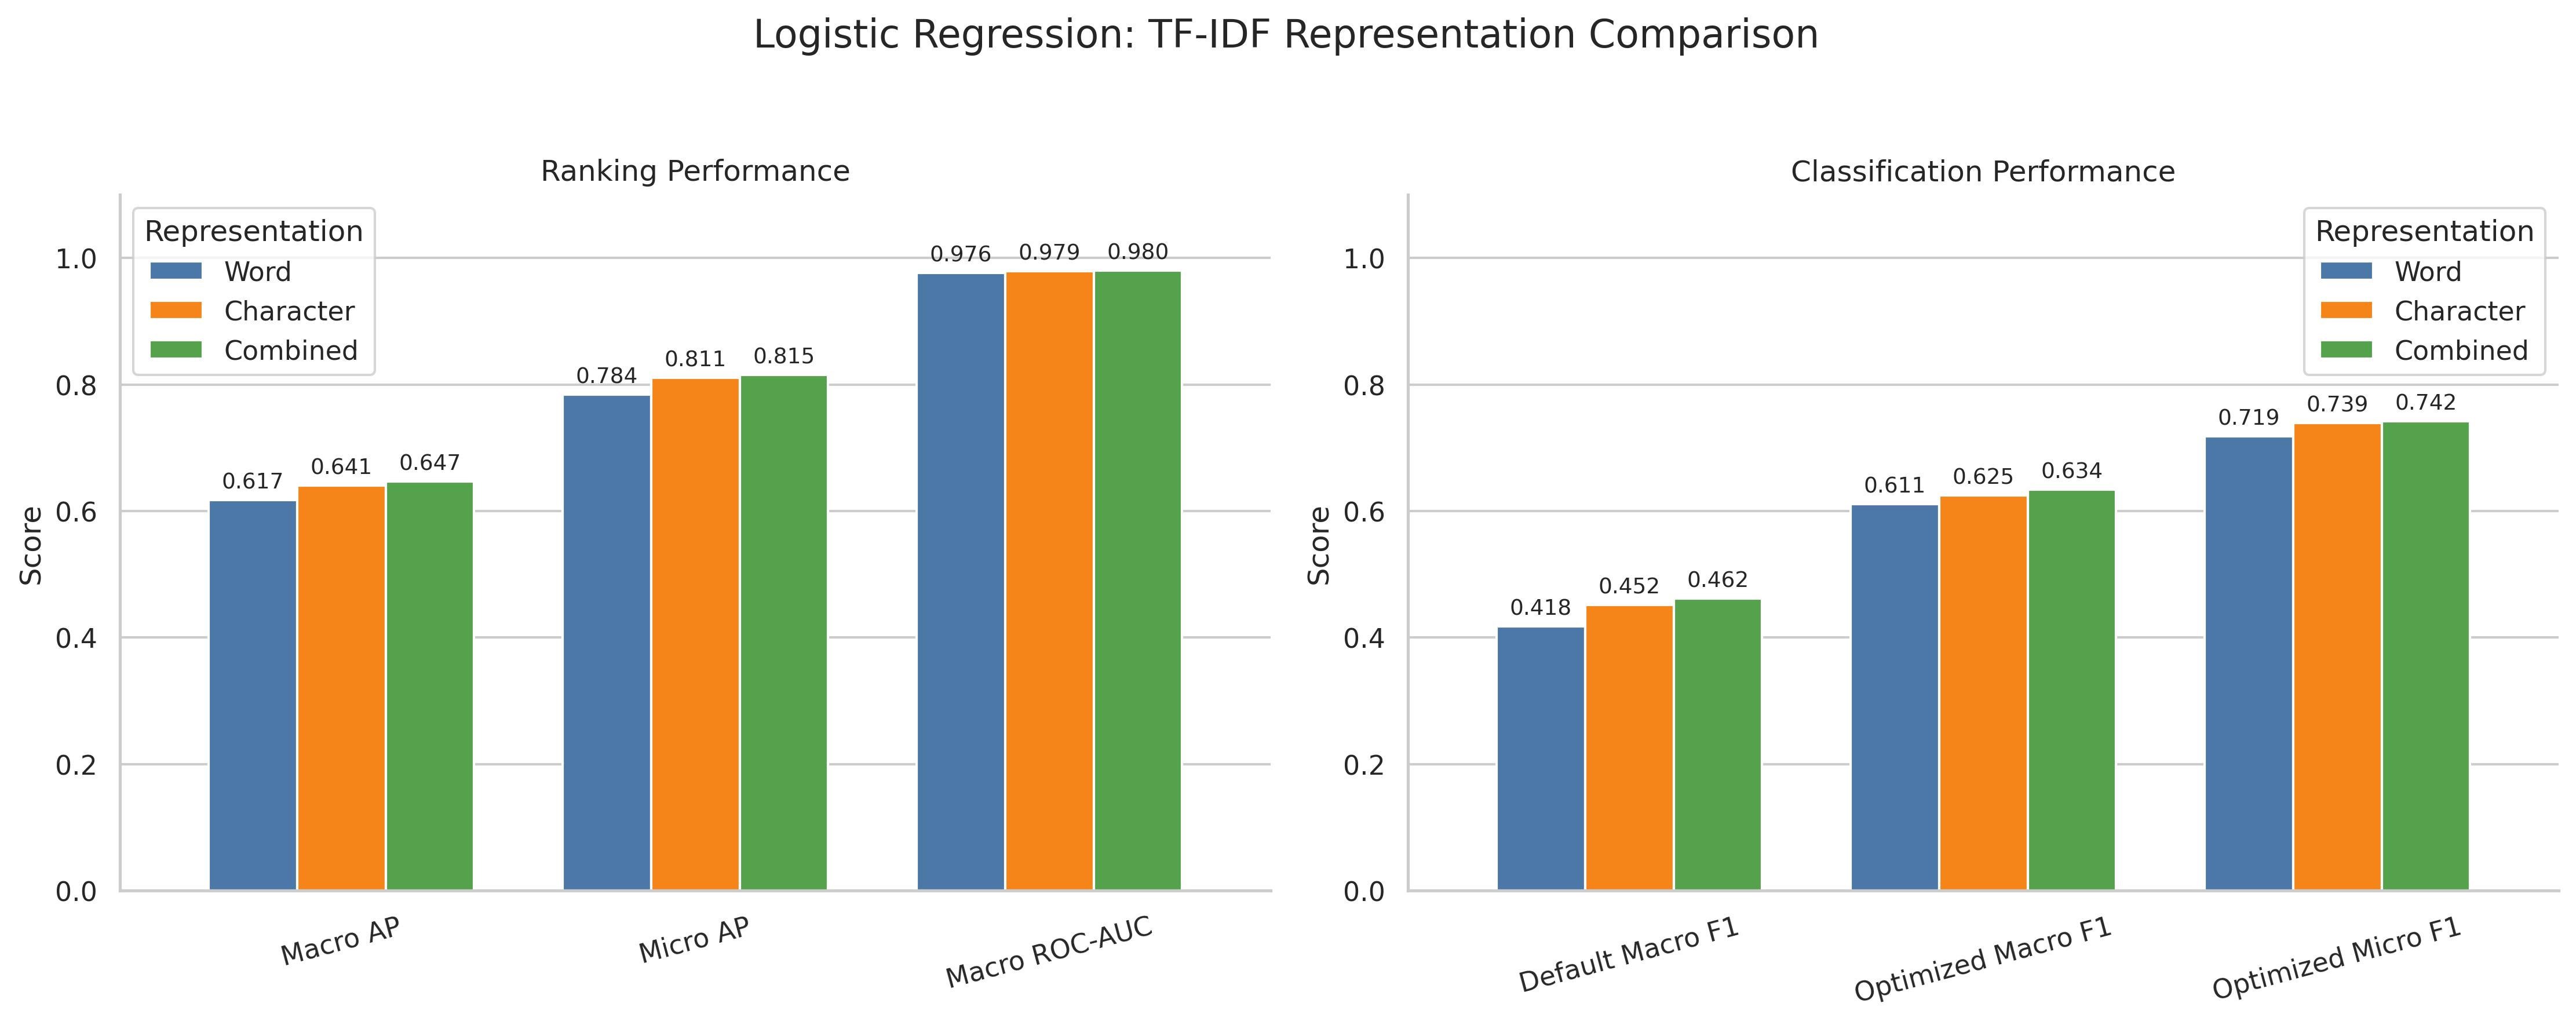 Logistic Regression: TF-IDF Representation Comparison
Ranking Performance
Representation
Word
Character
Combined
Score
1.0
0.8
0.6
0.4
0.2
0.0
0.617
0.641
0.647
0.784
0.811
0.815
0.976
0.979
0.980
Macro AP
Micro AP
Macro ROC-AUC
Classification Performance
Representation
Word
Character
Combined
Score
1.0
0.8
0.6
0.4
0.2
0.0
0.418
0.452
0.462
0.611
0.625
0.634
0.719
0.739
0.742
Default Macro F1
Optimized Macro F1
Optimized Micro F1